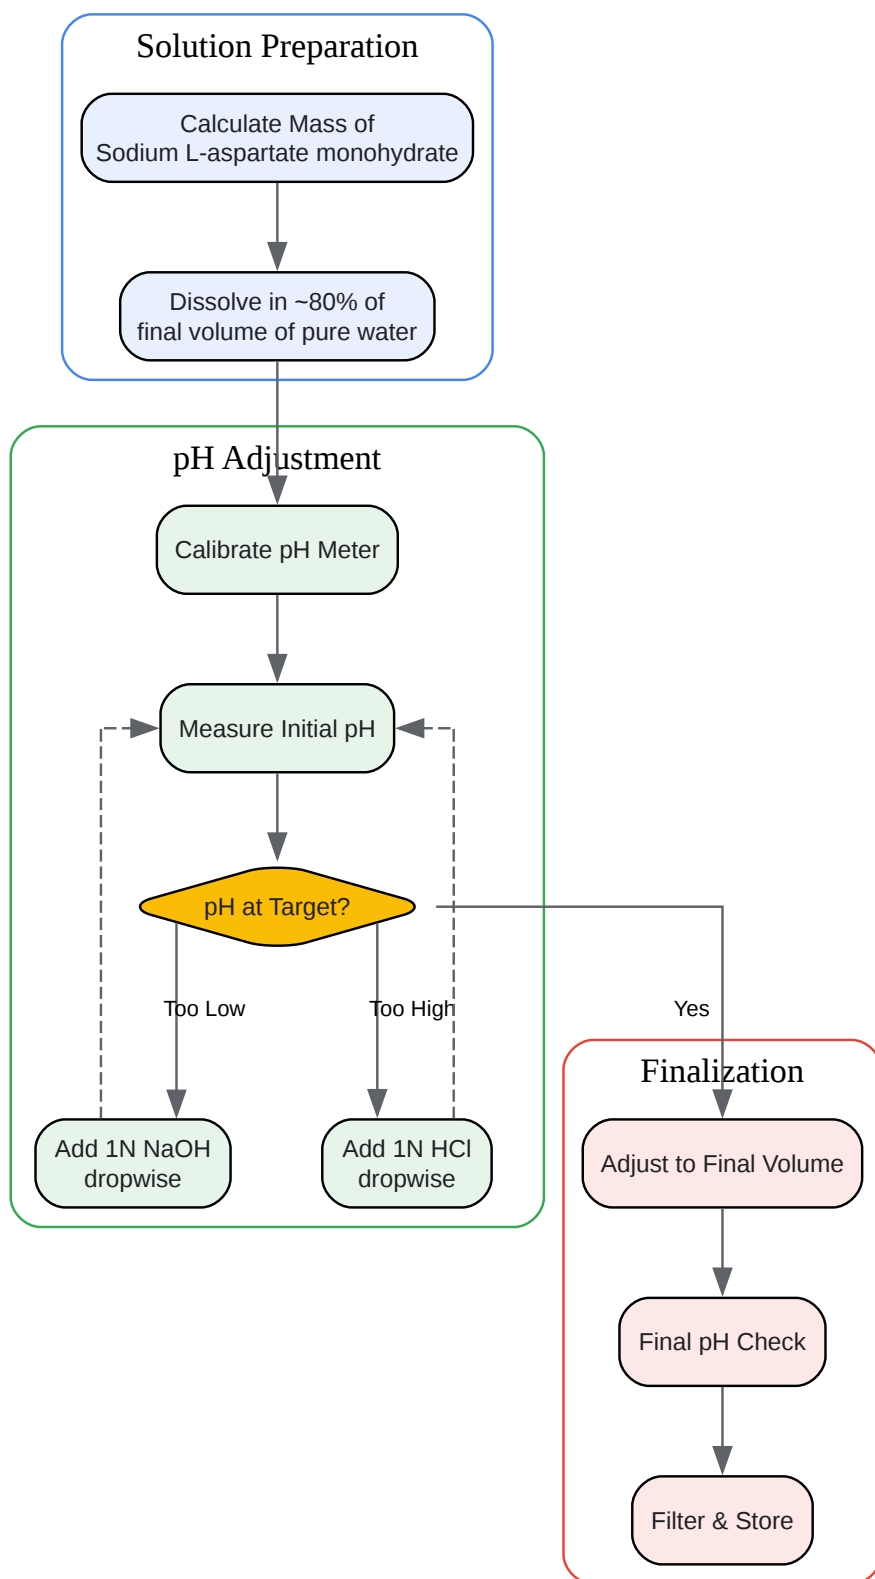 Solution Preparation
Calculate Mass of
Sodium L-aspartate monohydrate
Dissolve in ~80% of
final volume of pure water
pH Adjustment
Calibrate pH Meter
Measure Initial pH
pH at Target?
Too Low
Too High
Yes
Add 1N NaOH
dropwise
Add 1N HCl
dropwise
Finalization
Adjust to Final Volume
Final pH Check
Filter & Store